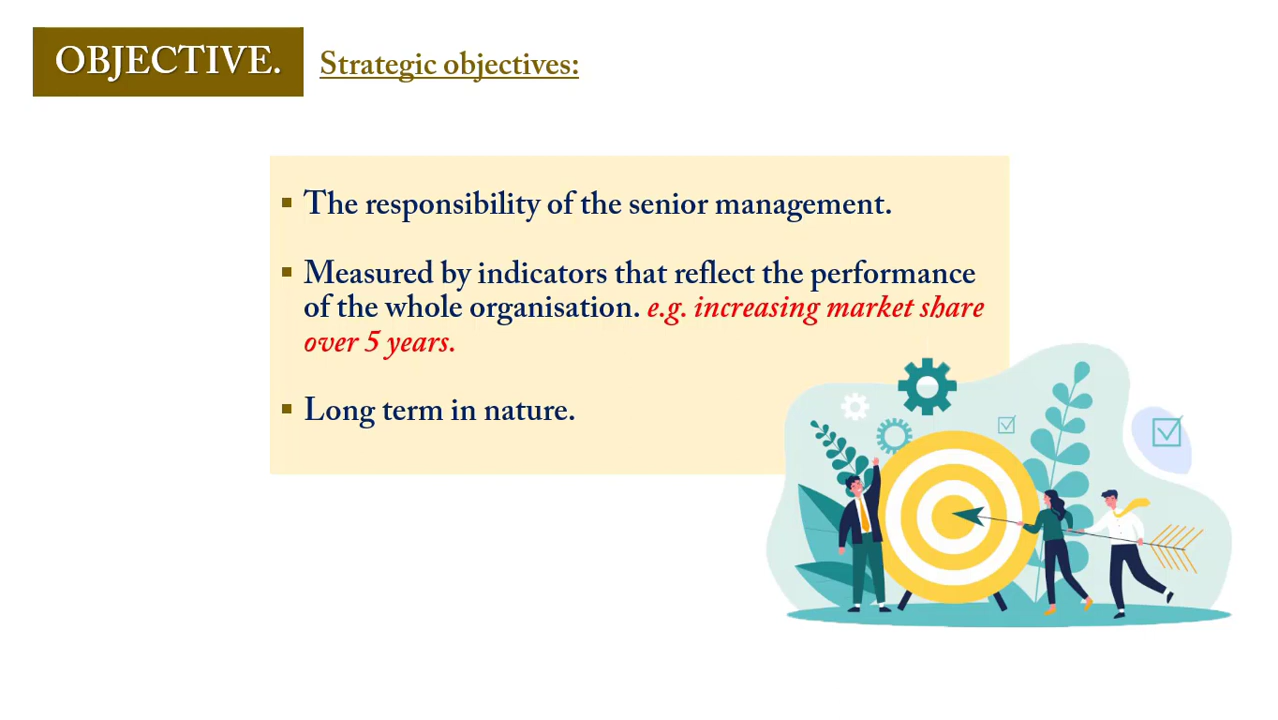 OBJECTIVE.
Strategic objectives:
▪ The responsibility of the senior management.
▪ Measured by indicators that reflect the performance
of the whole organisation. e.g. increasing market share
over 5 years.
▪ Long term in nature.